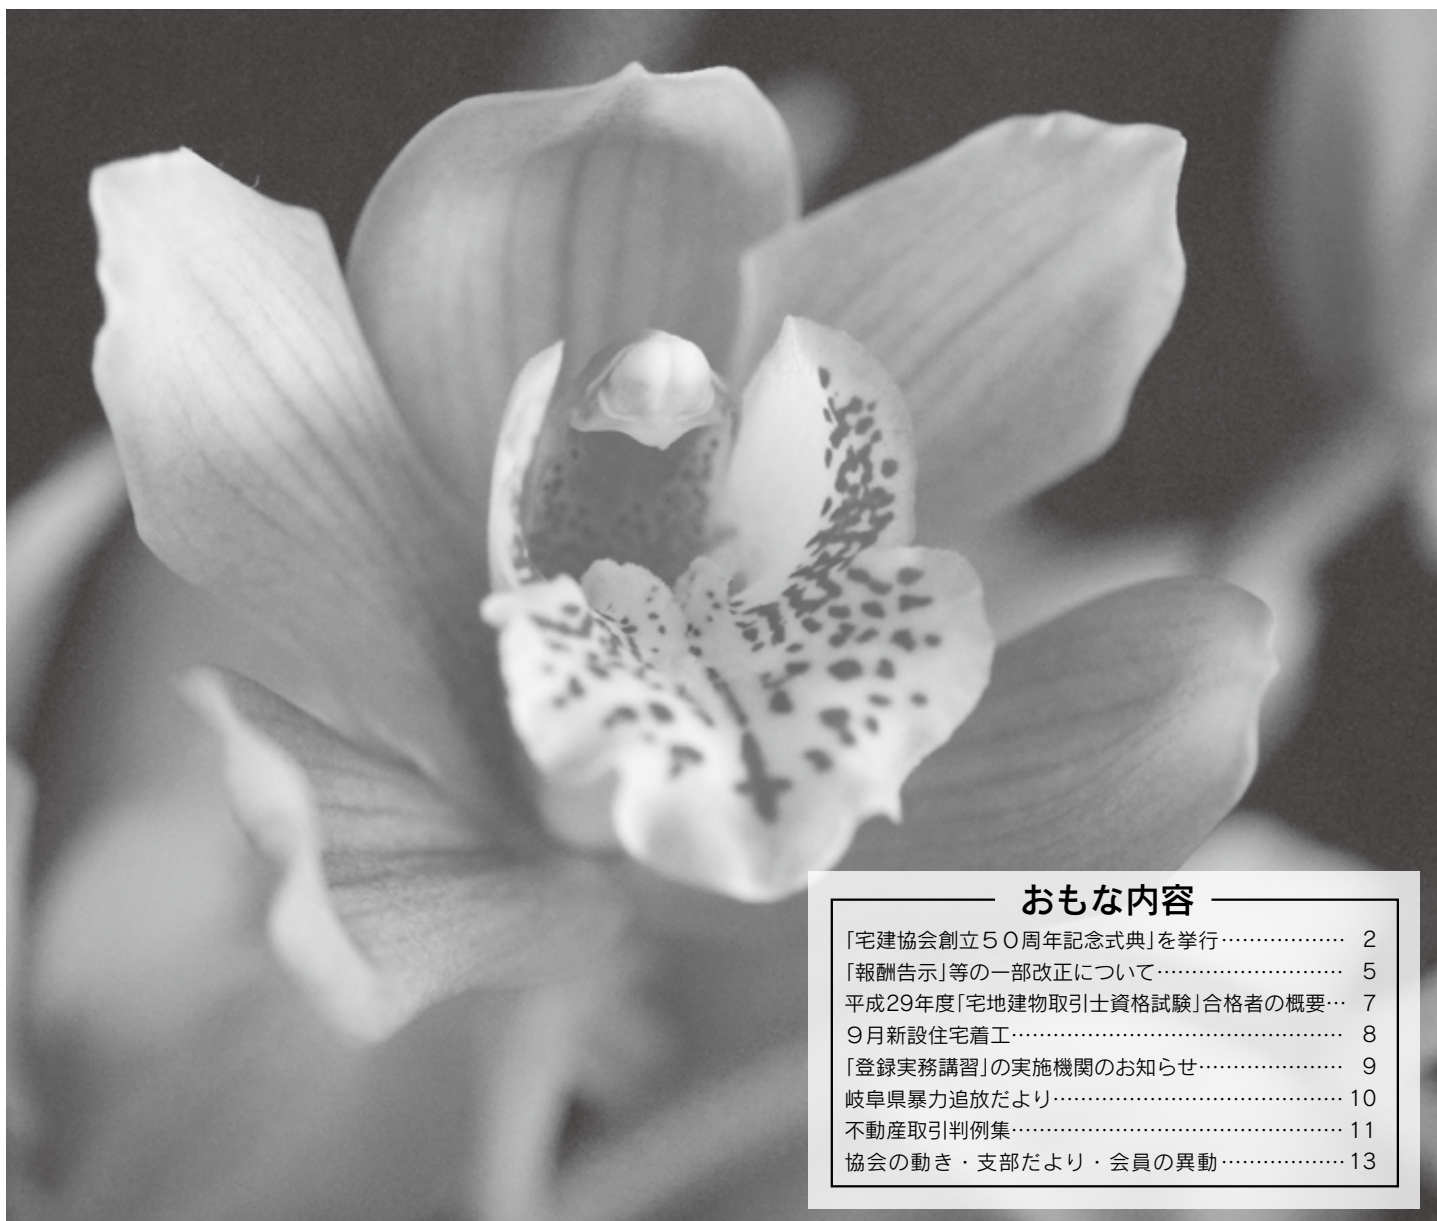 おもな内容
「宅建協会創立５０周年記念式典」を挙行………………　2
「報酬告示」等の一部改正について………………………　5
平成29年度「宅地建物取引士資格試験」合格者の概要…　7
９月新設住宅着工…………………………………………　8
「登録実務講習」の実施機関のお知らせ…………………　9
岐阜県暴力追放だより……………………………………10
不動産取引判例集…………………………………………11
協会の動き・支部だより・会員の異動………………13